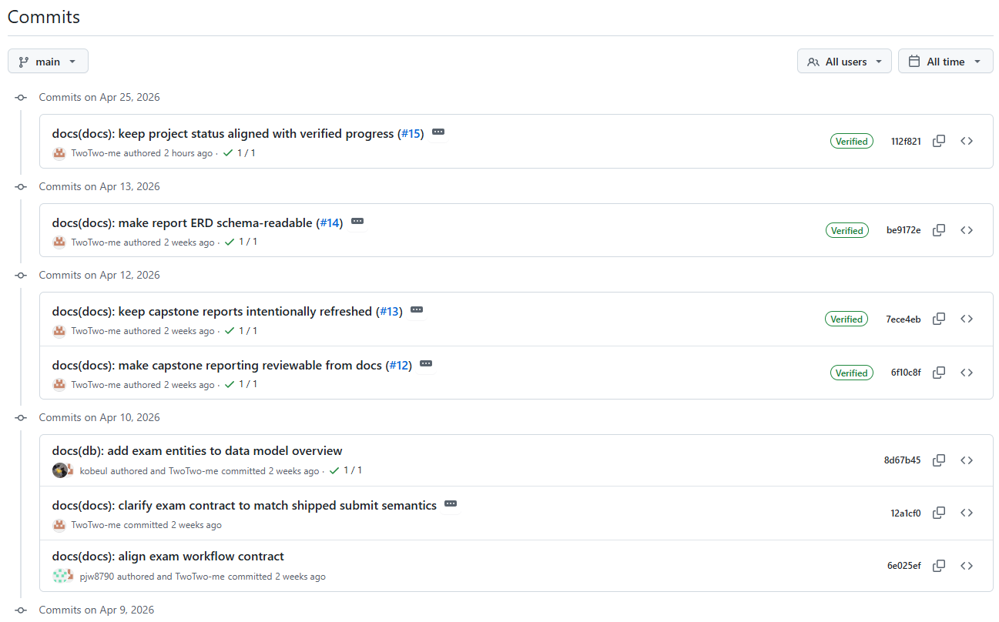 Commits
main All users All time
Commits on Apr 25, 2026
docs(docs): keep project status aligned with verified progress (#15)
Verified 112f821
TwoTwo-me authored 2 hours ago · 1 / 1
Commits on Apr 13, 2026
docs(docs): make report ERD schema-readable (#14)
Verified be9172e
TwoTwo-me authored 2 weeks ago · 1 / 1
Commits on Apr 12, 2026
docs(docs): keep capstone reports intentionally refreshed (#13)
Verified 7ece4eb
TwoTwo-me authored 2 weeks ago · 1 / 1
docs(docs): make capstone reporting reviewable from docs (#12)
Verified 6f10c8f
TwoTwo-me authored 2 weeks ago · 1 / 1
Commits on Apr 10, 2026
docs(db): add exam entities to data model overview
8d67b45
kobeul authored and TwoTwo-me committed 2 weeks ago · 1 / 1
docs(docs): clarify exam contract to match shipped submit semantics
12a1cf0
TwoTwo-me committed 2 weeks ago
docs(docs): align exam workflow contract
6e025ef
pjw8790 authored and TwoTwo-me committed 2 weeks ago
Commits on Apr 9, 2026